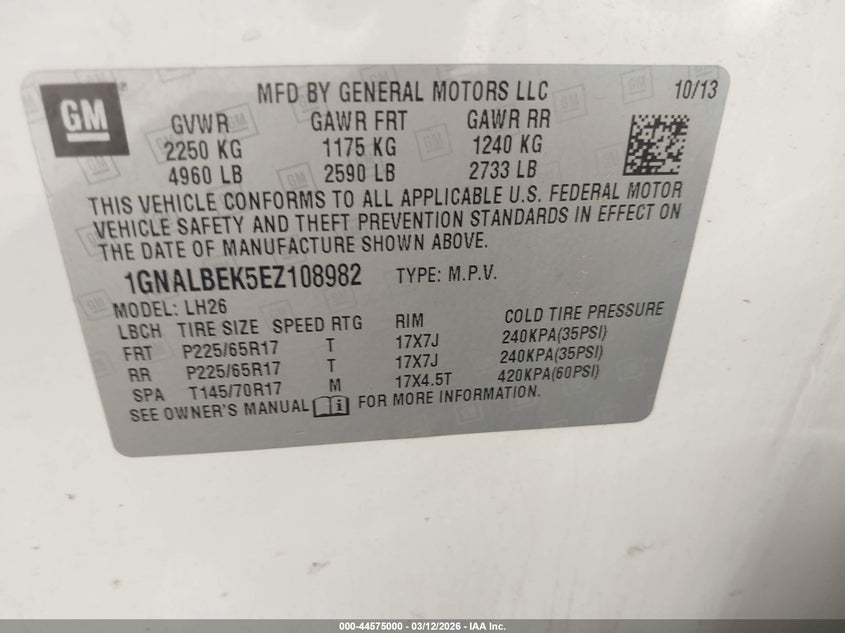 GM
MFD BY GENERAL MOTORS LLC 10/13
GVWR GAWR FRT GAWR RR
2250 KG 1175 KG 1240 KG
4960 LB 2590 LB 2733 LB
THIS VEHICLE CONFORMS TO ALL APPLICABLE U.S. FEDERAL MOTOR
VEHICLE SAFETY AND THEFT PREVENTION STANDARDS IN EFFECT ON
THE DATE OF MANUFACTURE SHOWN ABOVE.
1GNALBEK5EZ108982 TYPE: M.P.V.
MODEL: LH26
LBCH TIRE SIZE SPEED RTG RIM COLD TIRE PRESSURE
FRT P225/65R17 T 17X7J 240KPA(35PSI)
RR P225/65R17 T 17X7J 240KPA(35PSI)
SPA T145/70R17 M 17X4.5T 420KPA(60PSI)
SEE OWNER'S MANUAL FOR MORE INFORMATION.
000-44575000 - 03/12/2026 - IAA Inc.